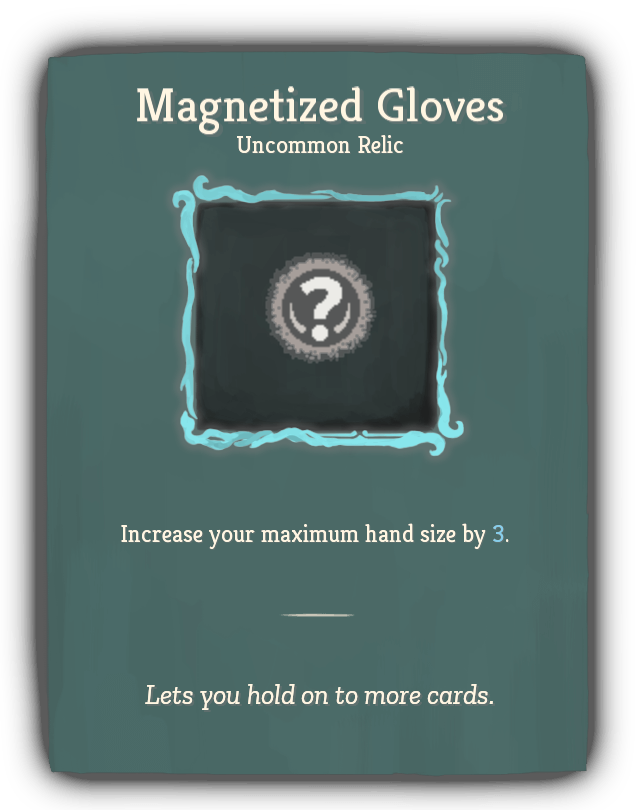 Magnetized Gloves
Uncommon Relic
?
Increase your maximum hand size by 3.
Lets you hold on to more cards.